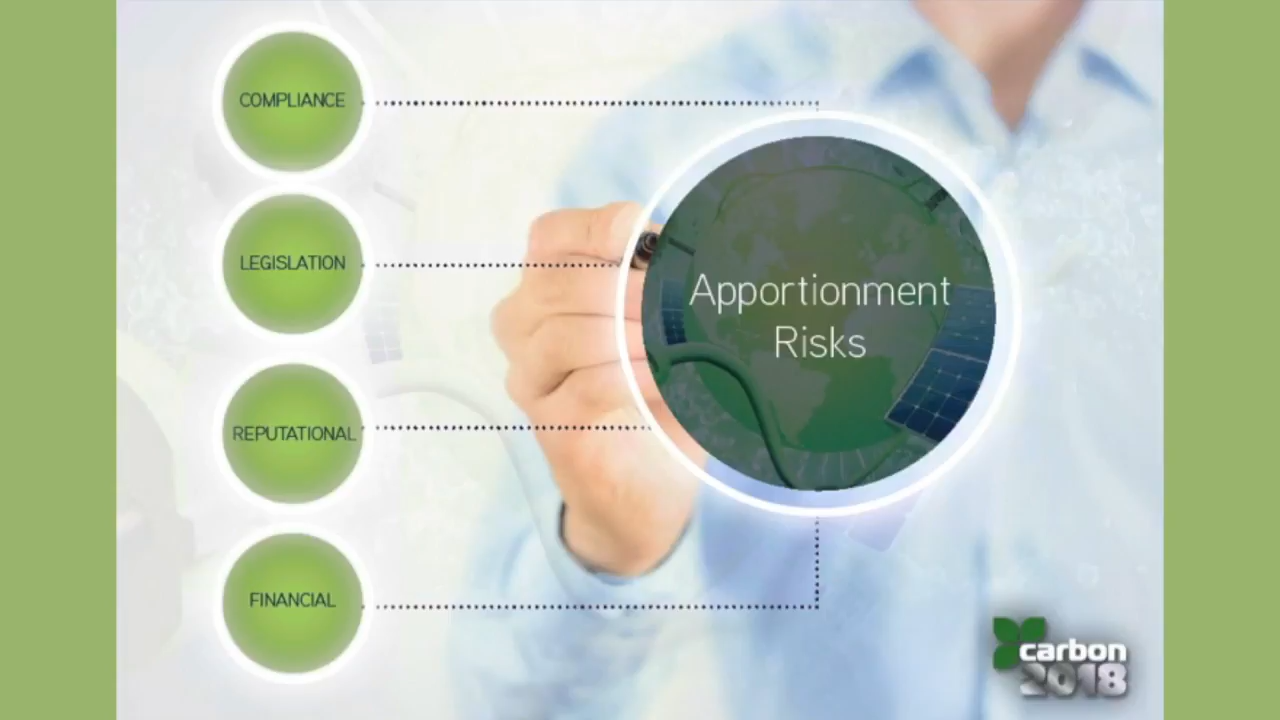 COMPLIANCE
LEGISLATION
REPUTATIONAL
FINANCIAL
Apportionment
Risks
carbon
2018